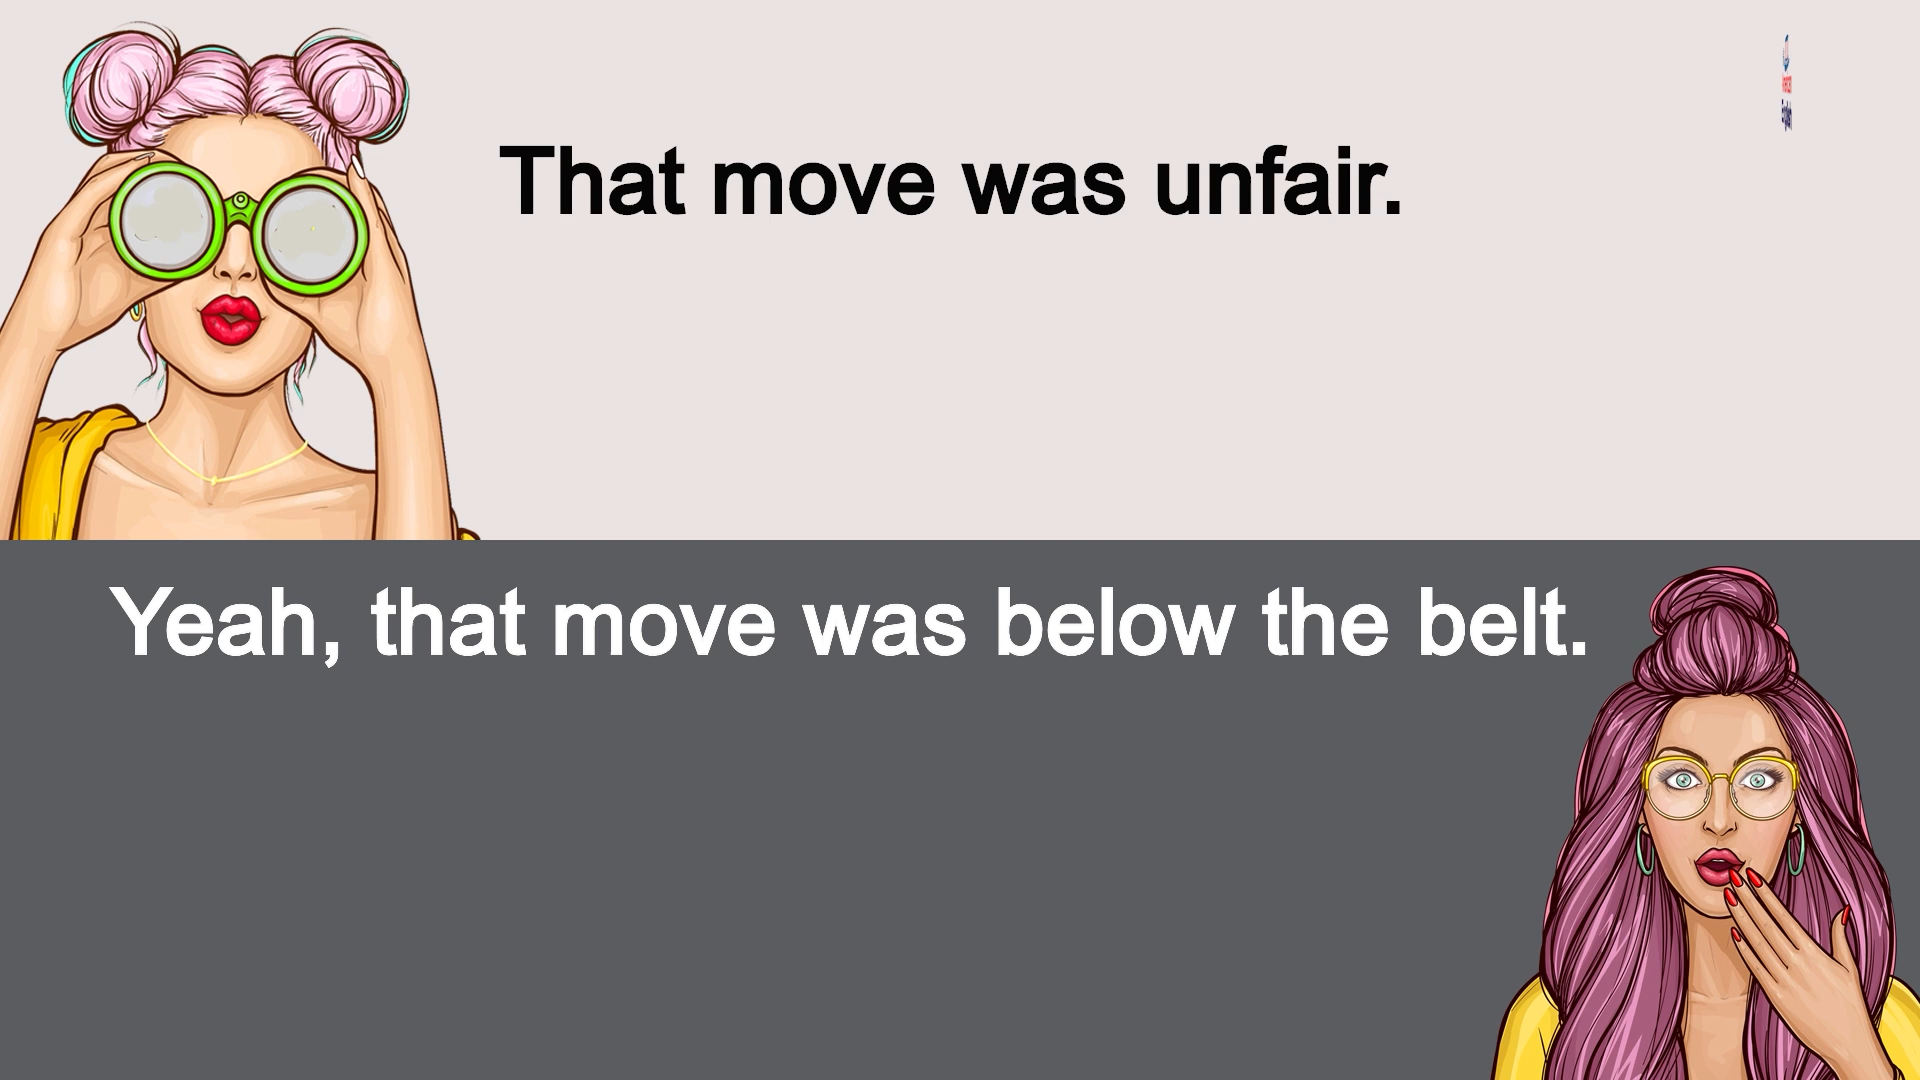 That move was unfair.
Yeah, that move was below the belt.